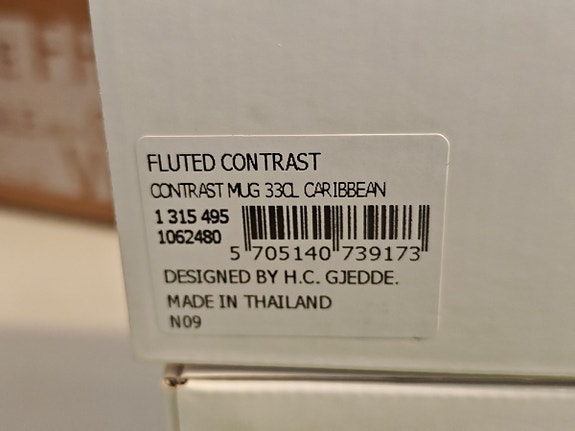 FLUTED CONTRAST
CONTRAST MUG 33CL CARIBBEAN
1 315 495
1062480
5 705140 739173
DESIGNED BY H.C. GJEDDE.
MADE IN THAILAND
N09